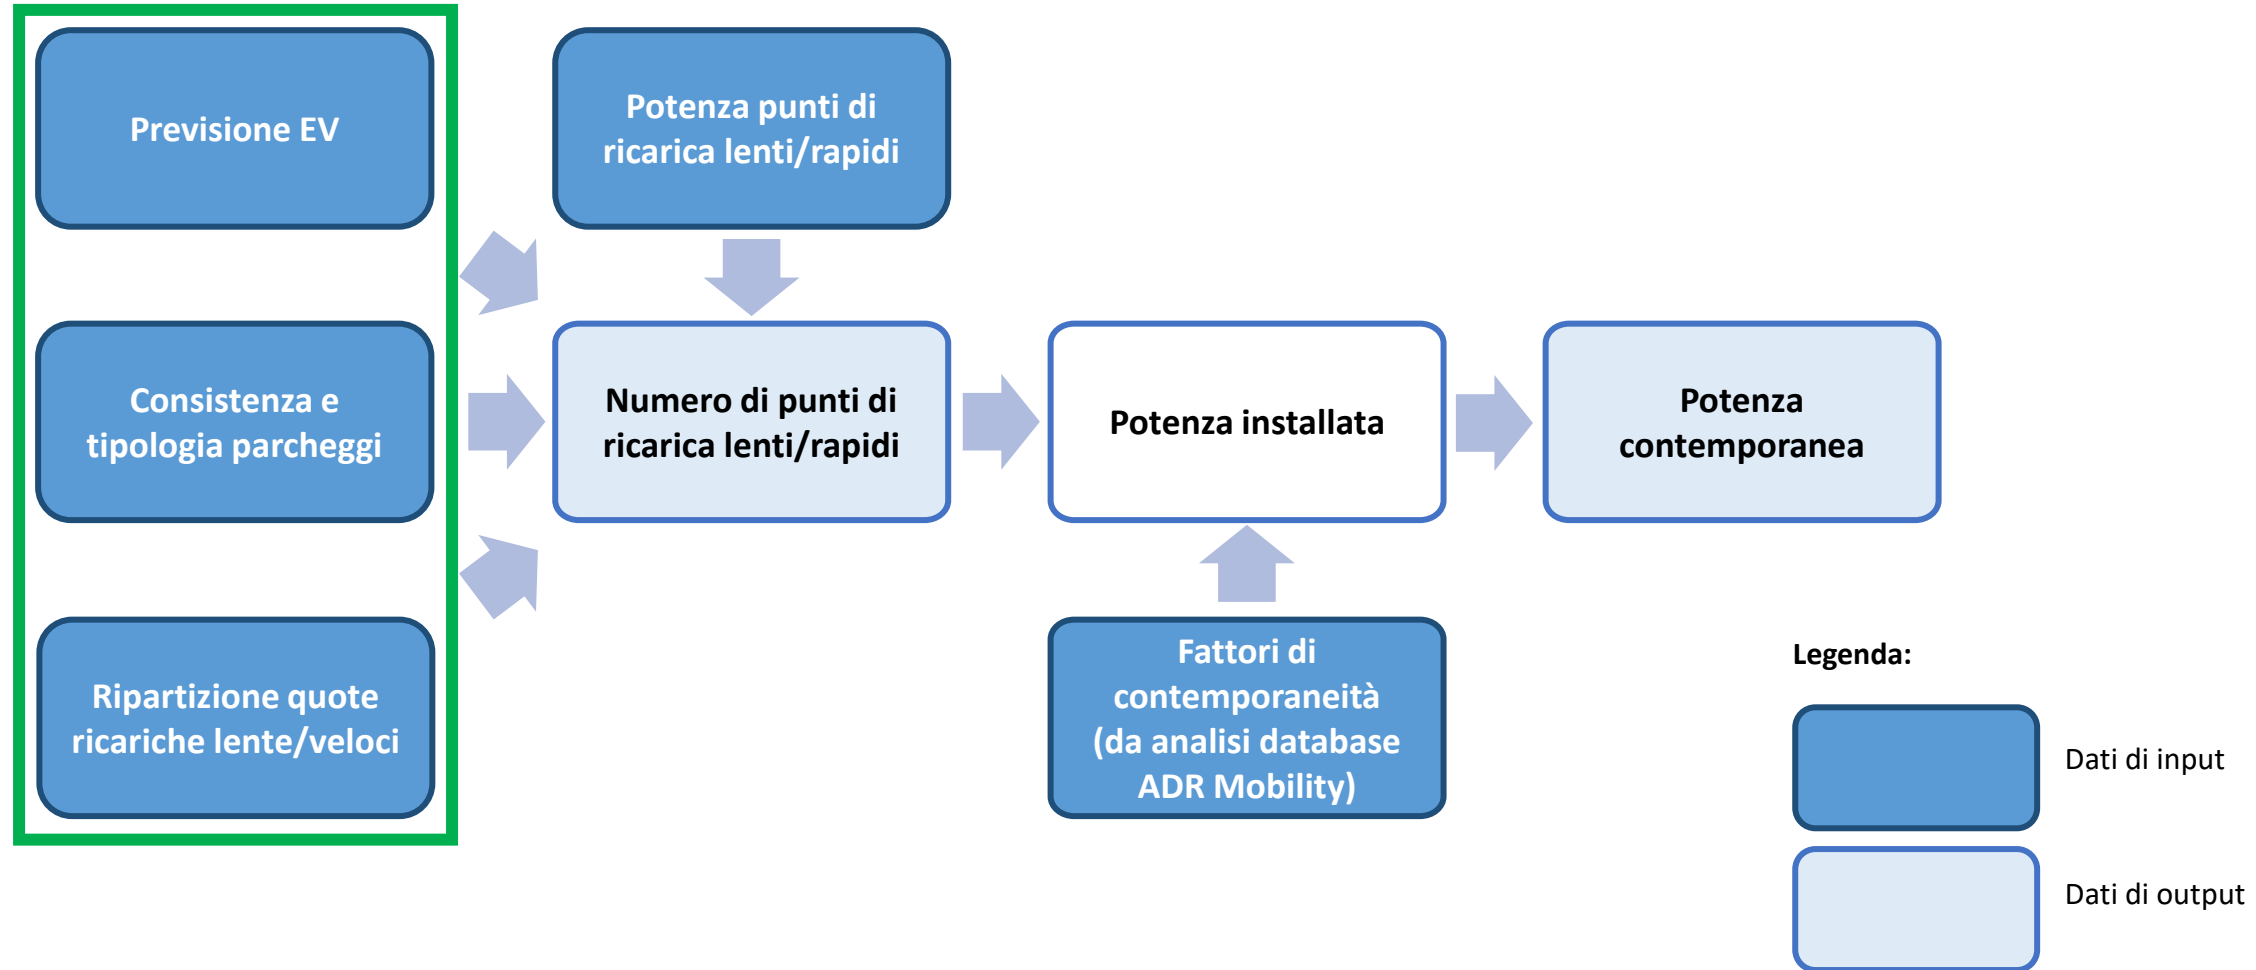 Previsione EV
Potenza punti di
ricarica lenti/rapidi
Consistenza e
tipologia parcheggi
Numero di punti di
ricarica lenti/rapidi
Potenza installata
Potenza
contemporanea
Ripartizione quote
ricariche lente/veloci
Fattori di
contemporaneità
(da analisi database
ADR Mobility)
Legenda:
Dati di input
Dati di output